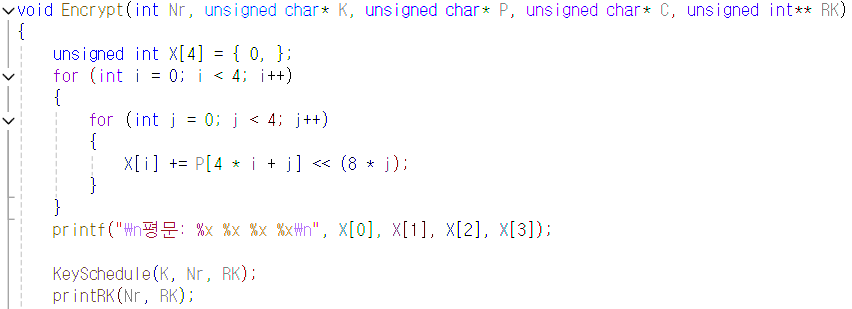 void Encrypt(int Nr, unsigned char* K, unsigned char* P, unsigned char* C, unsigned int** RK)
{
unsigned int X[4] = { 0, };
for (int i = 0; i < 4; i++)
{
for (int j = 0; j < 4; j++)
{
X[i] += P[4 * i + j] << (8 * j);
}
}
printf("₩n평문: %x %x %x %x₩n", X[0], X[1], X[2], X[3]);
KeySchedule(K, Nr, RK);
printRK(Nr, RK);